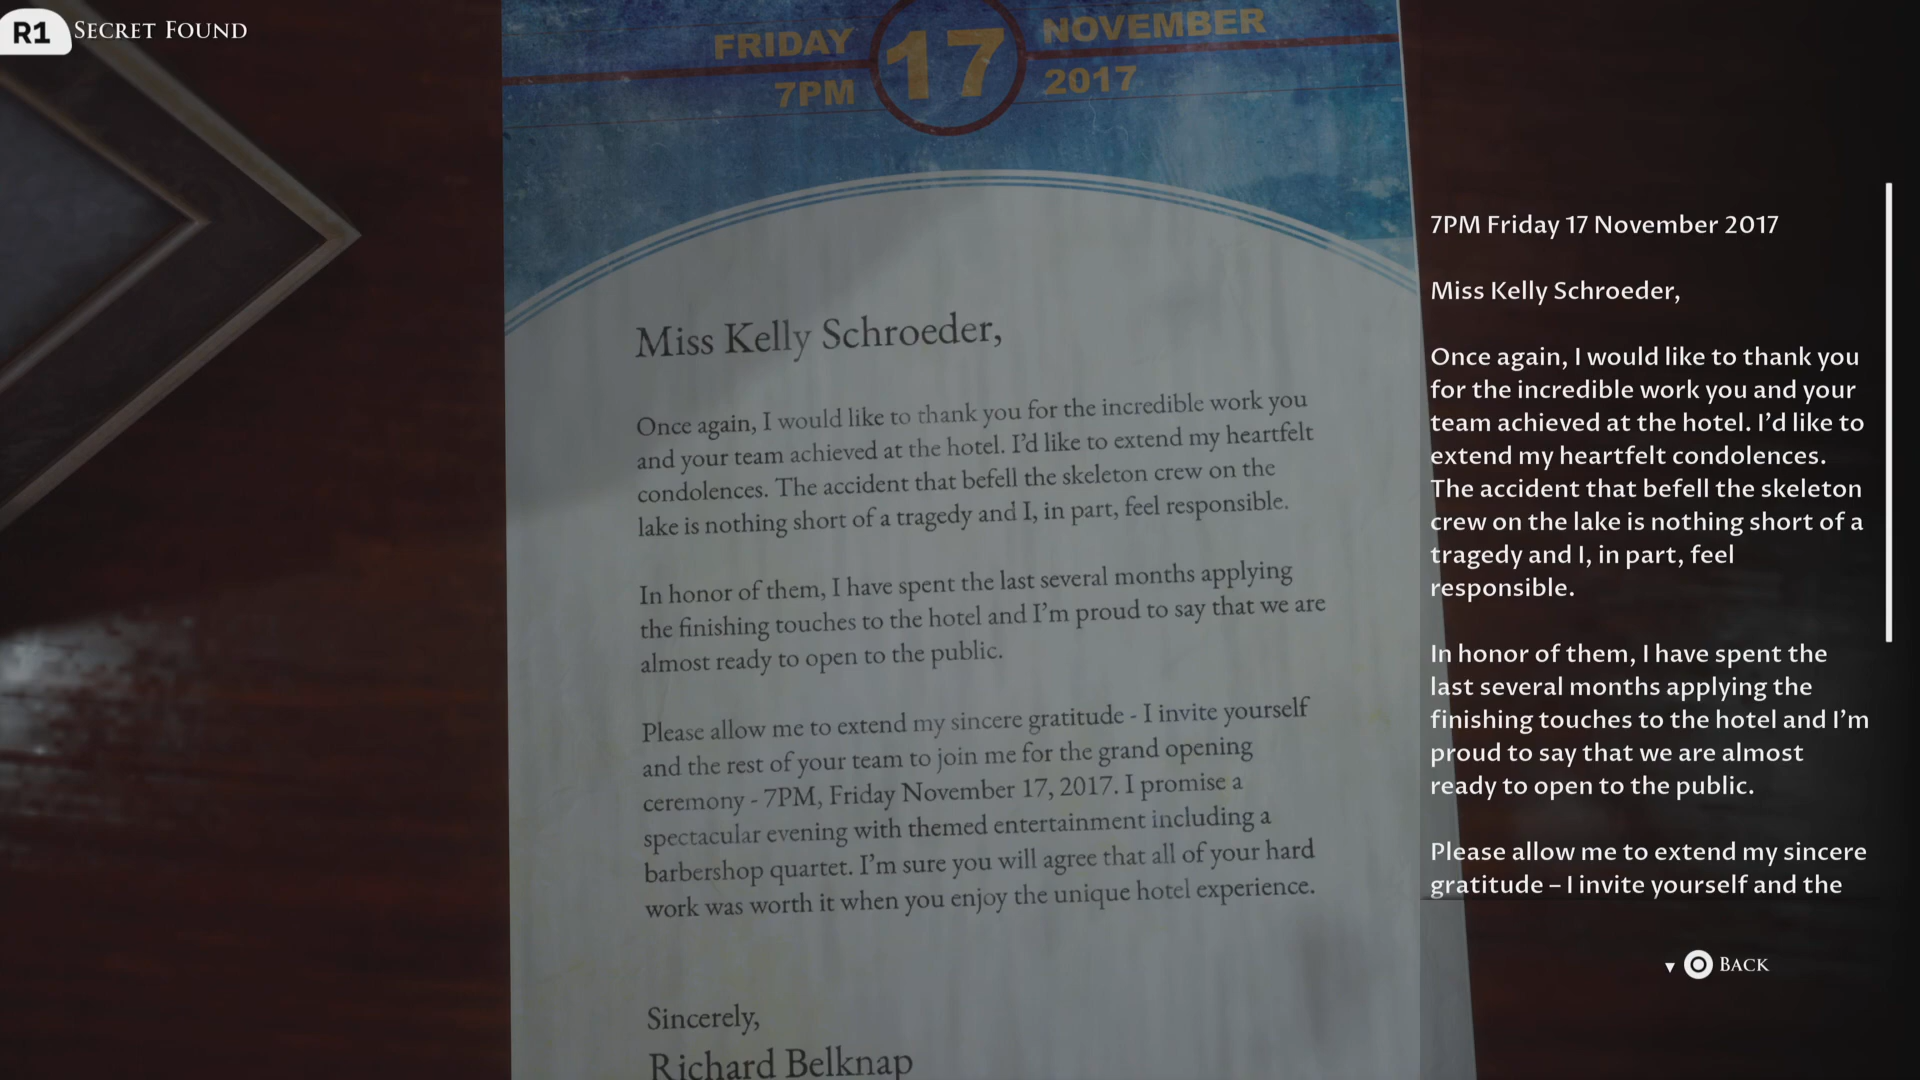 R1 SECRET FOUND
FRIDAY 17 NOVEMBER
7PM 2017
Miss Kelly Schroeder,
Once again, I would like to thank you for the incredible work you
and your team achieved at the hotel. I'd like to extend my heartfelt
condolences. The accident that befell the skeleton crew on the
lake is nothing short of a tragedy and I, in part, feel responsible.
In honor of them, I have spent the last several months applying
the finishing touches to the hotel and I'm proud to say that we are
almost ready to open to the public.
Please allow me to extend my sincere gratitude - I invite yourself
and the rest of your team to join me for the grand opening
ceremony - 7PM, Friday November 17, 2017. I promise a
spectacular evening with themed entertainment including a
barbershop quartet. I'm sure you will agree that all of your hard
work was worth it when you enjoy the unique hotel experience.
Sincerely,
Richard Belknap
7PM Friday 17 November 2017
Miss Kelly Schroeder,
Once again, I would like to thank you
for the incredible work you and your
team achieved at the hotel. I'd like to
extend my heartfelt condolences.
The accident that befell the skeleton
crew on the lake is nothing short of a
tragedy and I, in part, feel
responsible.
In honor of them, I have spent the
last several months applying the
finishing touches to the hotel and I'm
proud to say that we are almost
ready to open to the public.
Please allow me to extend my sincere
gratitude – I invite yourself and the
BACK